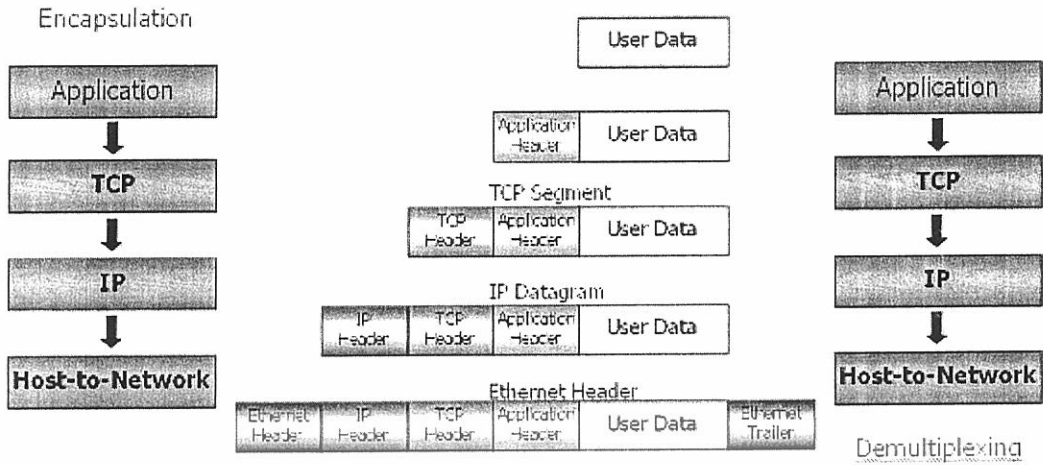 Encapsulation
Application
TCP
IP
Host-to-Network
User Data
Application Header
User Data
TCP Segment
TCP Header
Application Header
User Data
IP Datagram
IP Header
TCP Header
Application Header
User Data
Ethernet Header
Ethernet Header
IP Header
TCP Header
Application Header
User Data
Ethernet Trailer
Application
TCP
IP
Host-to-Network
Demultiplexing